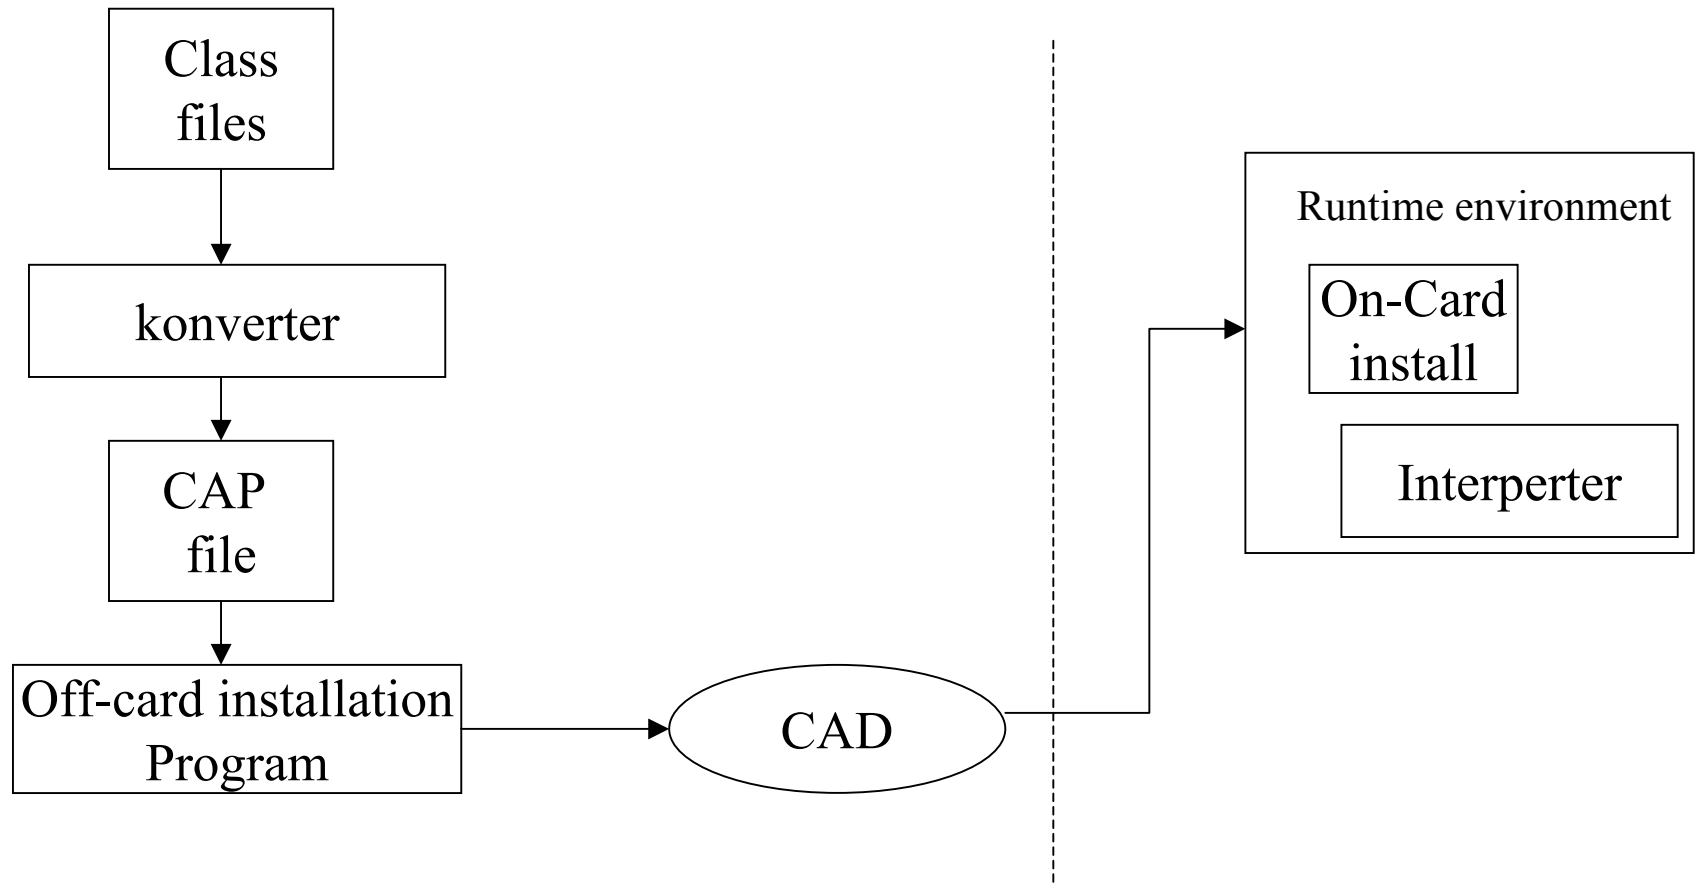 Class
files
konverter
CAP
file
Off-card installation
Program
CAD
Runtime environment
On-Card
install
Interperter